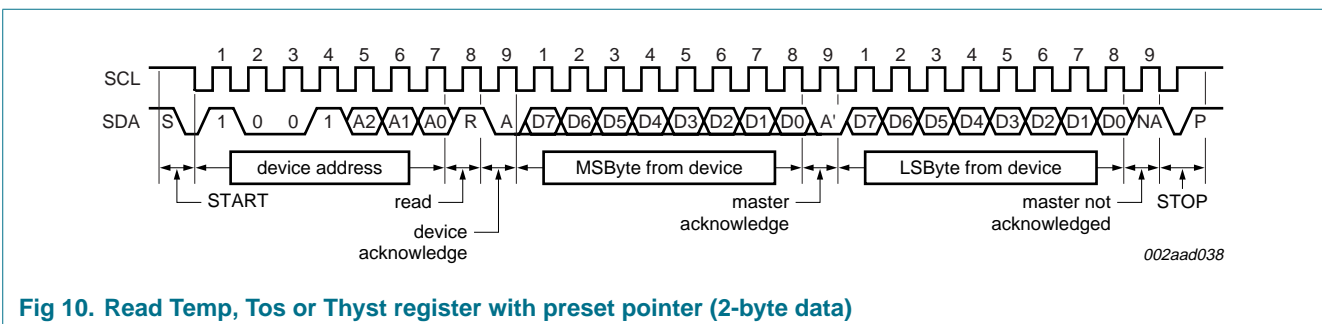 1 2 3 4 5 6 7 8 9 1 2 3 4 5 6 7 8 9 1 2 3 4 5 6 7 8 9
SCL
SDA S 1 0 0 1 A2 A1 A0 R A D7 D6 D5 D4 D3 D2 D1 D0 A' D7 D6 D5 D4 D3 D2 D1 D0 NA P
device address MSByte from device LSByte from device
START read master master not STOP
device acknowledge acknowledged
acknowledge 002aad038
Fig 10. Read Temp, Tos or Thyst register with preset pointer (2-byte data)